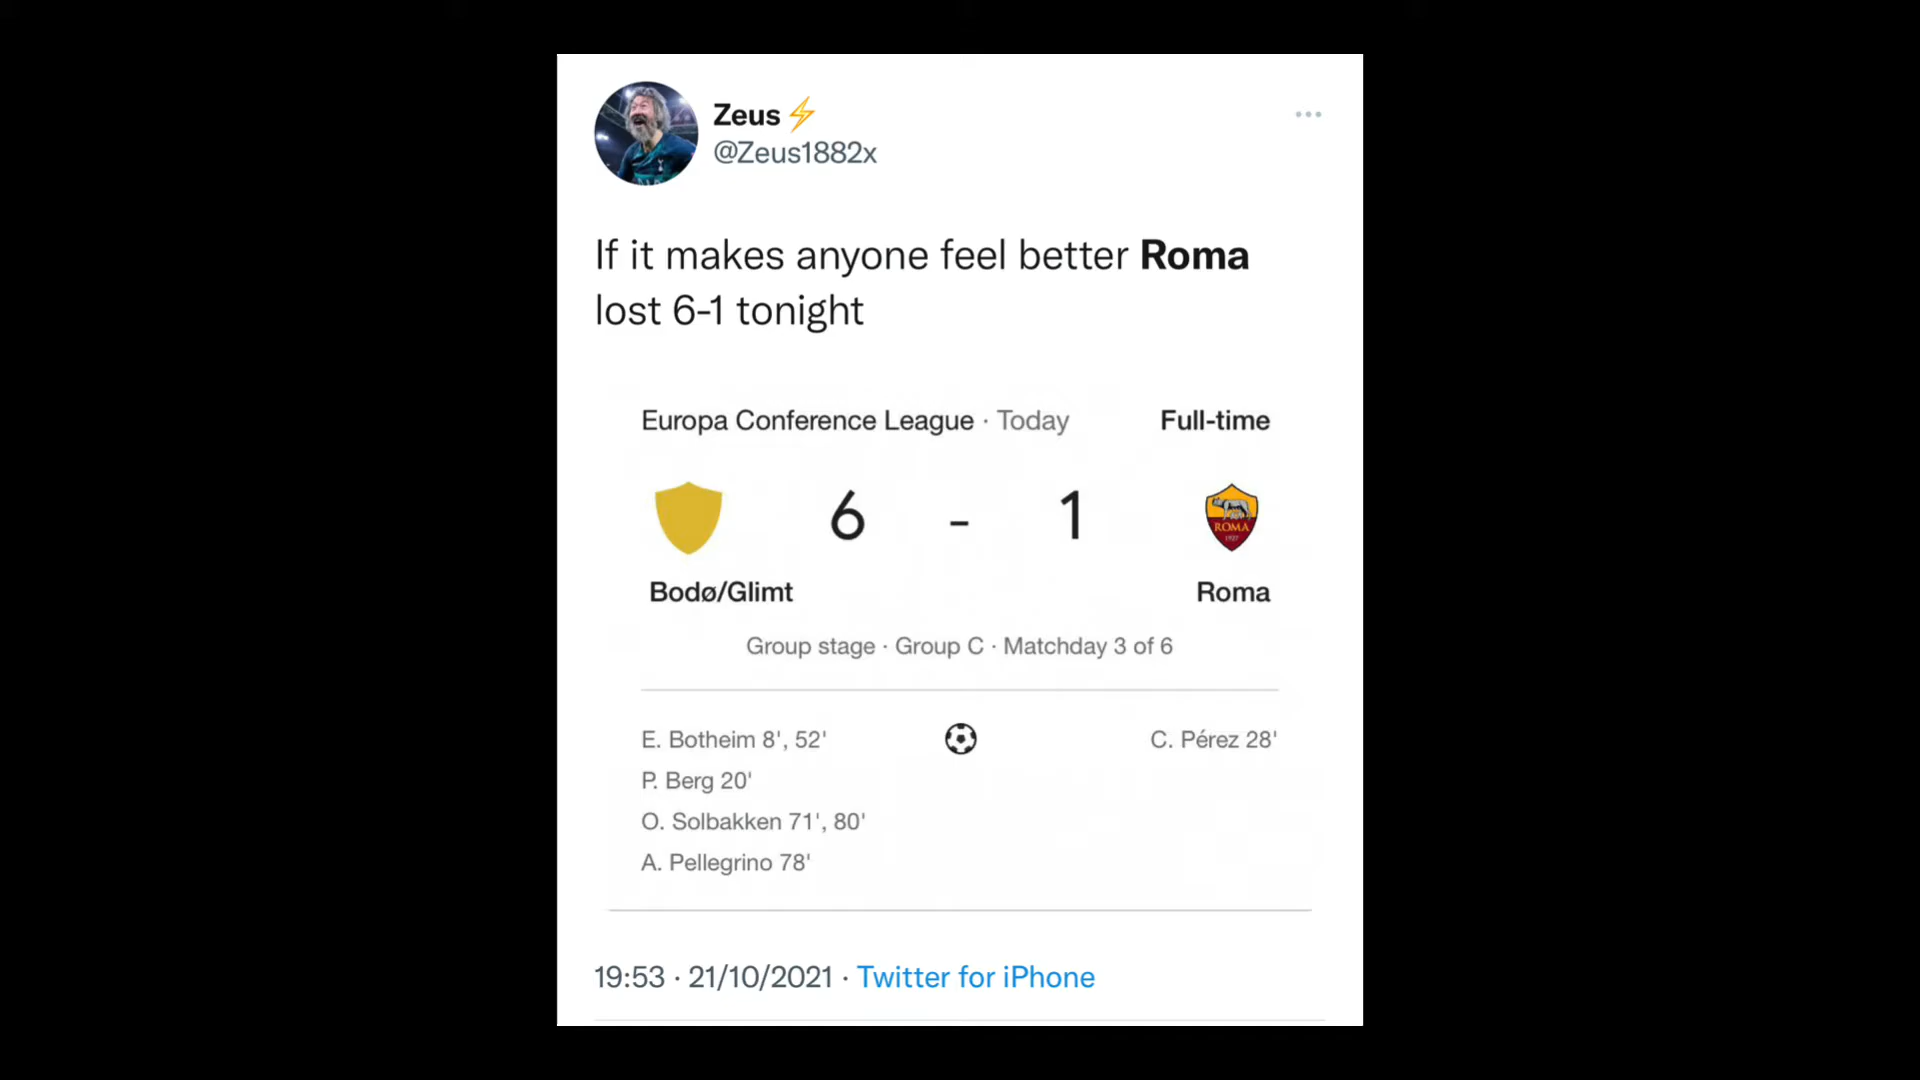 Zeus⚡
@Zeus1882x
If it makes anyone feel better Roma
lost 6-1 tonight
Europa Conference League · Today Full-time
6 - 1
ROMA
1927
Bodø/Glimt Roma
Group stage · Group C · Matchday 3 of 6
E. Botheim 8', 52' C. Pérez 28'
P. Berg 20'
O. Solbakken 71', 80'
A. Pellegrino 78'
19:53 · 21/10/2021 · Twitter for iPhone